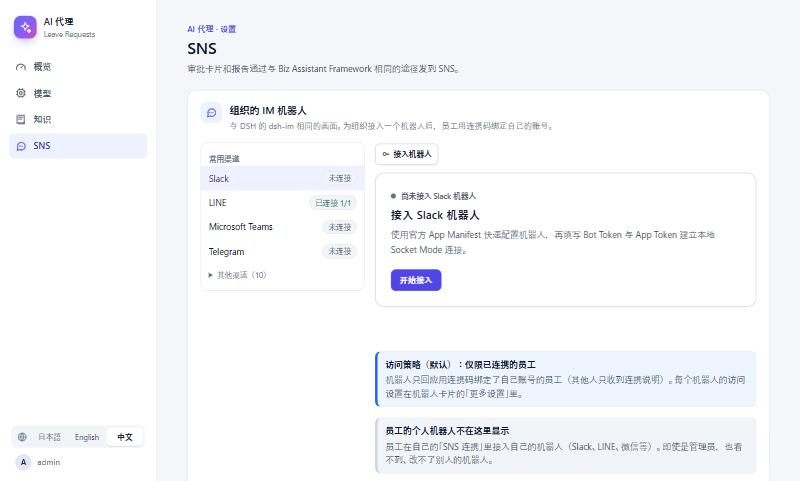 AI 代理
Leave Requests
概览
模型
知识
SNS
日本語
English
中文
A
admin
AI 代理 · 设置
SNS
审批卡片和报告通过与 Biz Assistant Framework 相同的途径发到 SNS。
组织的 IM 机器人
与 DSH 的 dsh-im 相同的画面。为组织接入一个机器人后，员工用连携码绑定自己的账号。
常用渠道
Slack 未连接
LINE 已连接 1/1
Microsoft Teams 未连接
Telegram 未连接
其他渠道（10）
接入机器人
尚未接入 Slack 机器人
接入 Slack 机器人
使用官方 App Manifest 快速配置机器人，再填写 Bot Token 与 App Token 建立本地
Socket Mode 连接。
开始接入
访问策略（默认）：仅限已连携的员工
机器人只回应用连携码绑定了自己账号的员工（其他人只收到连携说明）。每个机器人的访问
设置在机器人卡片的「更多设置」里。
员工的个人机器人不在这里显示
员工在自己的「SNS 连携」里接入自己的机器人（Slack、LINE、微信等）。即使是管理员，也看
不到、改不了别人的机器人。